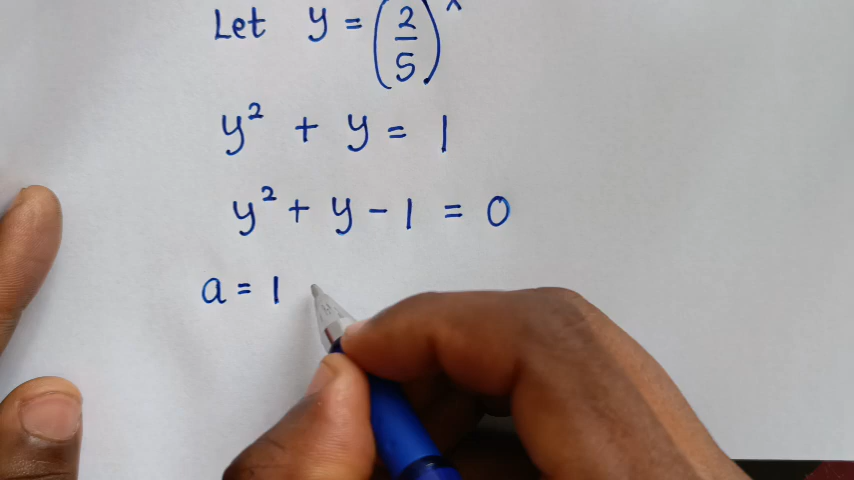 Let y = (2/5)^x
y² + y = 1
y² + y - 1 = 0
a = 1